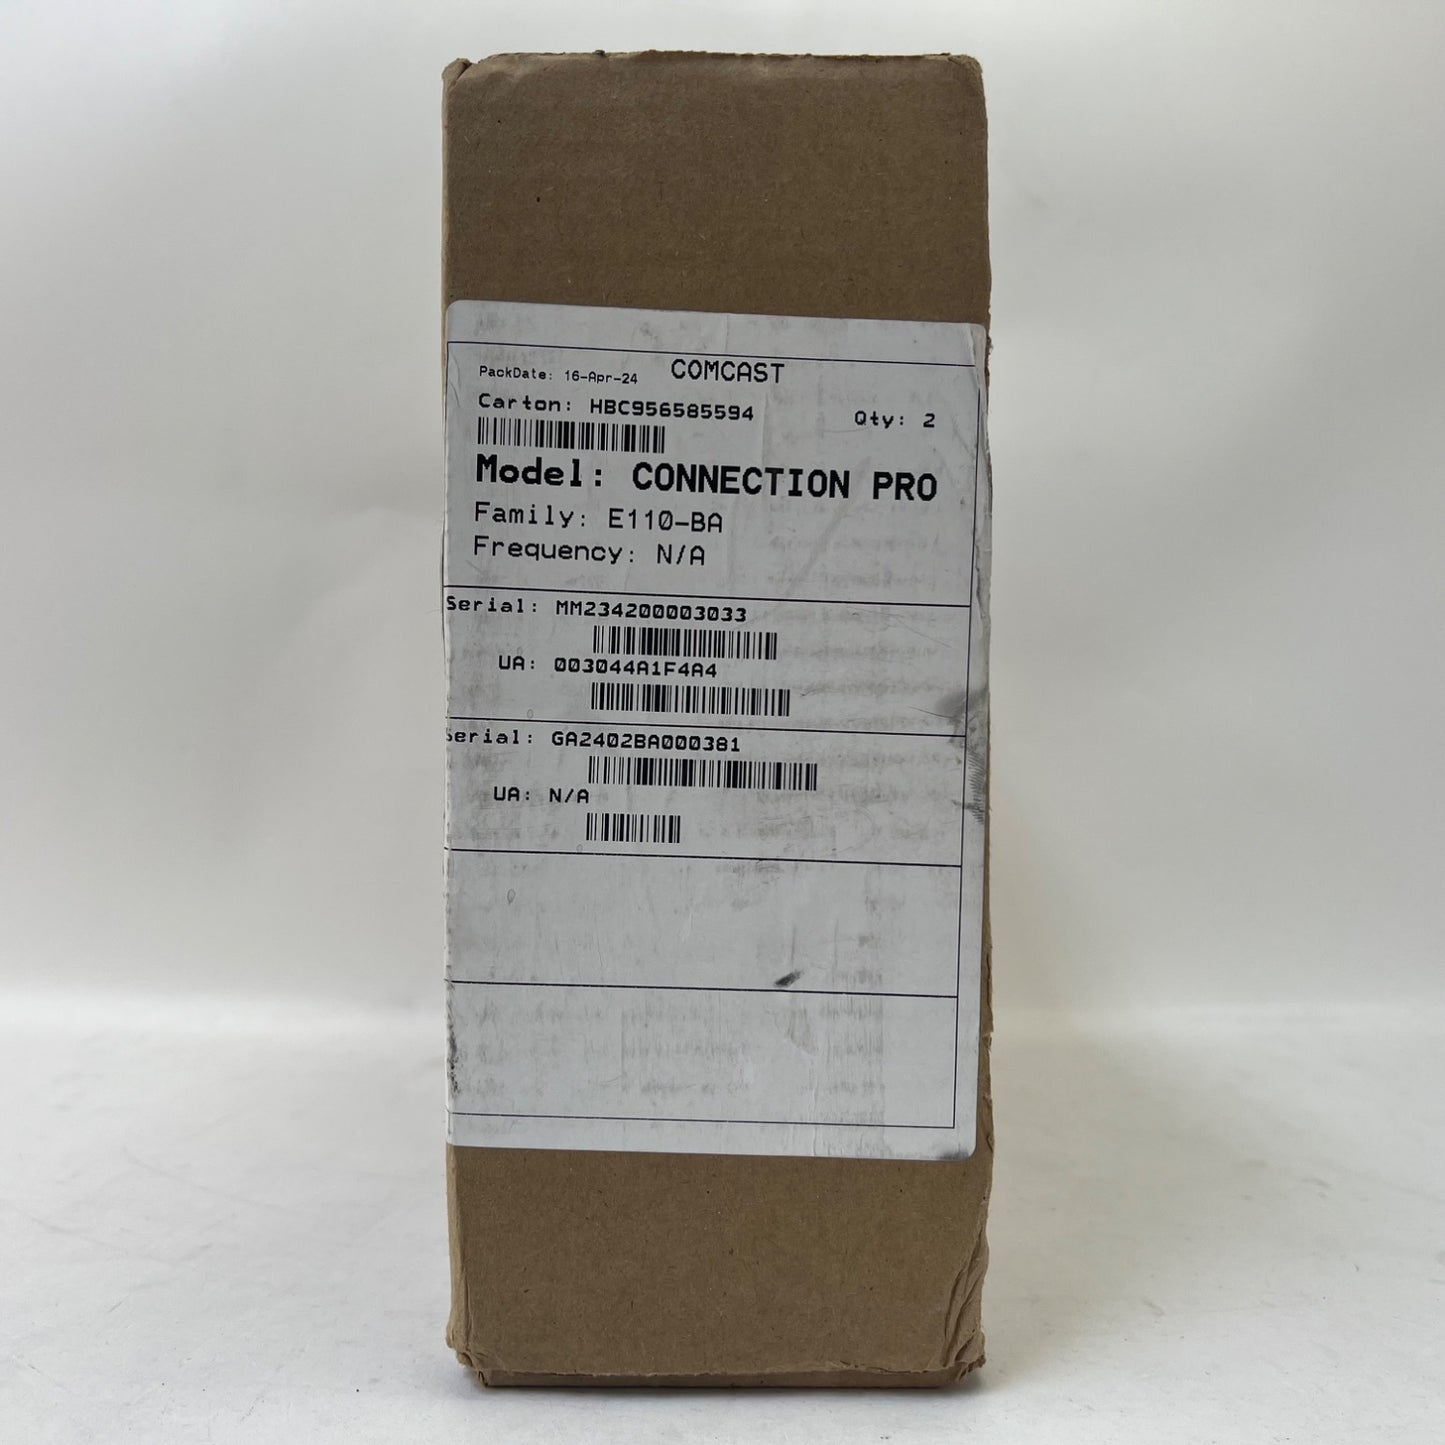 PackDate: 16-Apr-24 COMCAST
Carton: HBC956585594 Qty: 2
Model: CONNECTION PRO
Family: E110-BA
Frequency: N/A
Serial: MM234200003033
UA: 003044A1F4A4
Serial: GA2402BA000381
UA: N/A